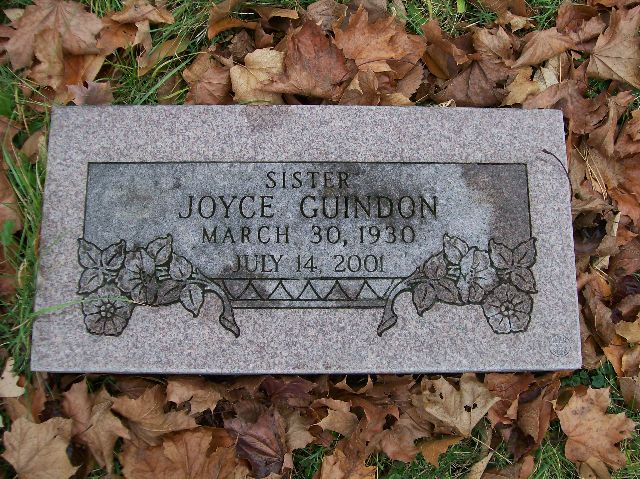 SISTER
JOYCE GUINDON
MARCH 30, 1930
JULY 14, 2001